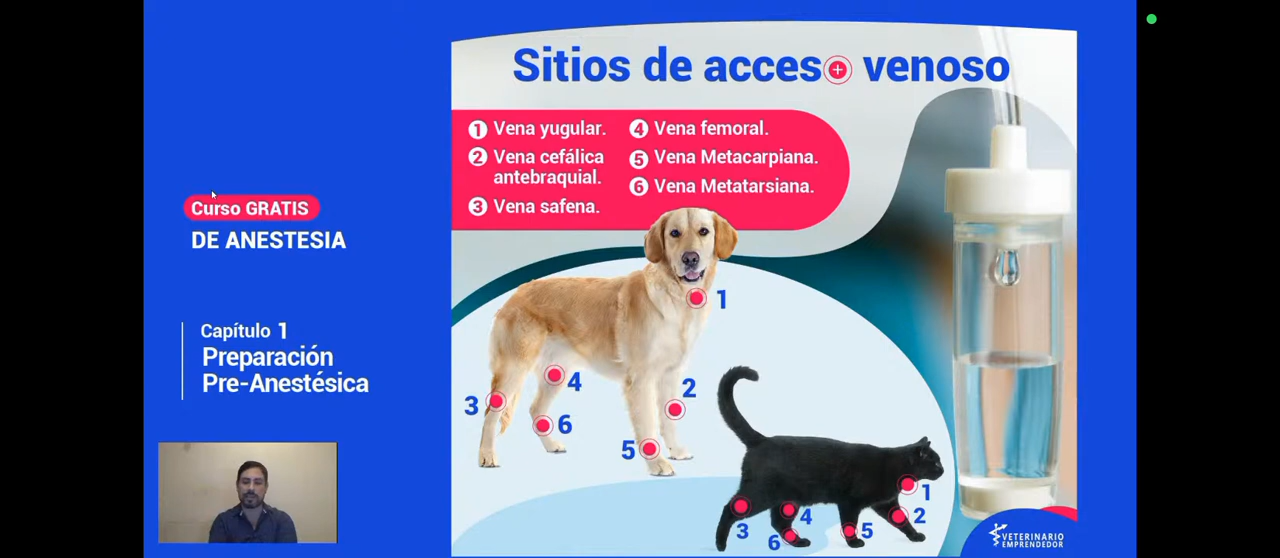 Sitios de acceso venoso
1 Vena yugular.
2 Vena cefálica
antebraquial.
3 Vena safena.
4 Vena femoral.
5 Vena Metacarpiana.
6 Vena Metatarsiana.
Curso GRATIS
DE ANESTESIA
Capítulo 1
Preparación
Pre-Anestésica
1
2
3
4
5
6
1
2
3
4
5
6
VETERINARIO
EMPRENDEDOR